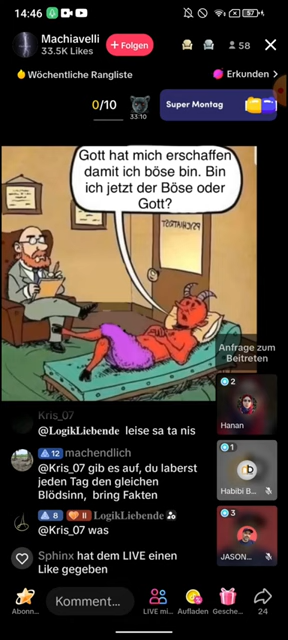 14:46
57
Machiavelli
33.5K Likes
+ Folgen
58
Wöchentliche Rangliste
Erkunden >
0/10
33:10
Super Montag
Gott hat mich erschaffen
damit ich böse bin. Bin
ich jetzt der Böse oder
Gott?
PSYCHIATRIST
Anfrage zum
Beitreten
2
Hanan
1
Habibi B...
3
JASON...
Kris_07
@LogikLiebende leise sa ta nis
12 machendlich
@Kris_07 gib es auf, du laberst
jeden Tag den gleichen
Blödsinn, bring Fakten
8 II LogikLiebende
@Kris_07 was
Sphinx hat dem LIVE einen
Like gegeben
Komment...
Abonn...
LIVE mi...
Aufladen
Gesche...
24